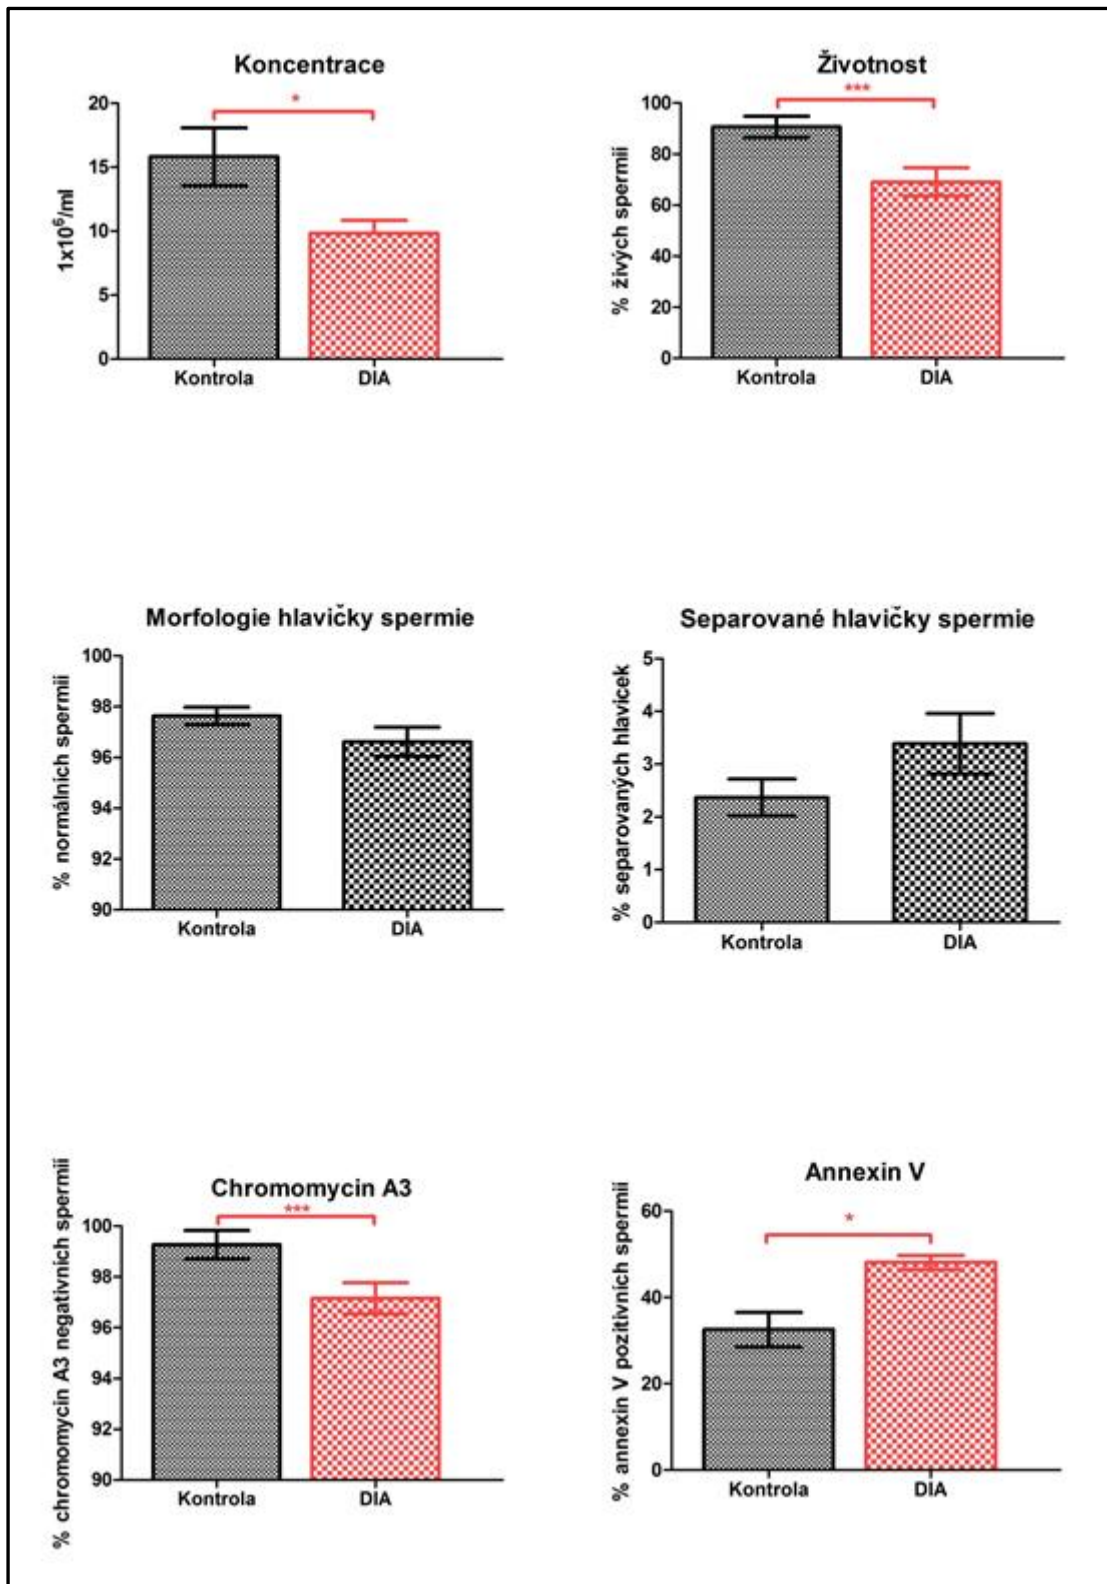 Koncentrace
*
20
15
10
5
0
1x10⁶/ml
Kontrola DIA
Životnost
***
100
80
60
40
20
0
% živých spermií
Kontrola DIA
Morfologie hlavičky spermie
100
98
96
94
92
90
% normálních spermií
Kontrola DIA
Separované hlavičky spermie
5
4
3
2
1
0
% separovaných hlavicek
Kontrola DIA
Chromomycin A3
***
100
98
96
94
92
90
% chromomycin A3 negativních spermií
Kontrola DIA
Annexin V
*
60
40
20
0
% annexin V pozitivních spermií
Kontrola DIA